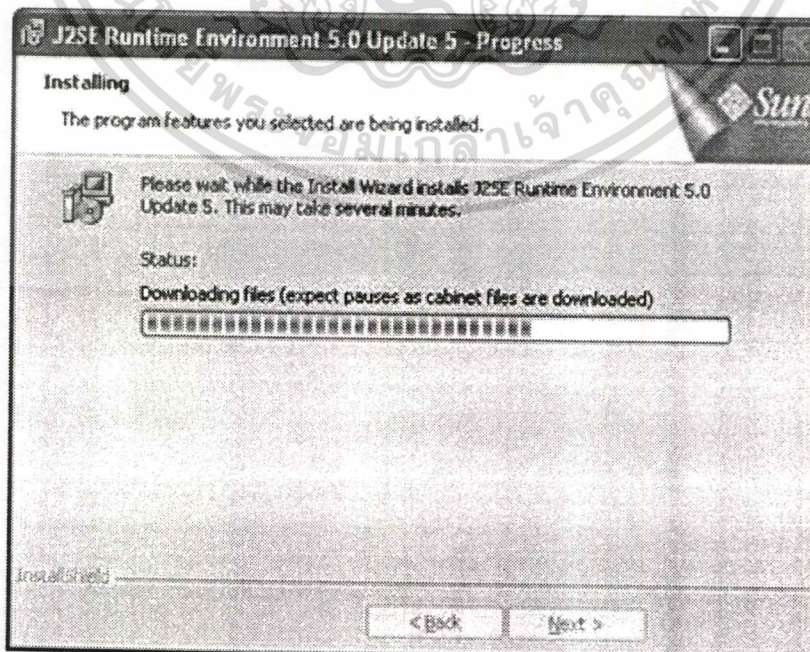 J2SE Runtime Environment 5.0 Update 5 - Progress
Installing
The program features you selected are being installed.
Sun
Please wait while the Install Wizard installs J2SE Runtime Environment 5.0
Update 5. This may take several minutes.
Status:
Downloading files (expect pauses as cabinet files are downloaded)
InstallShield
< Back
Next >